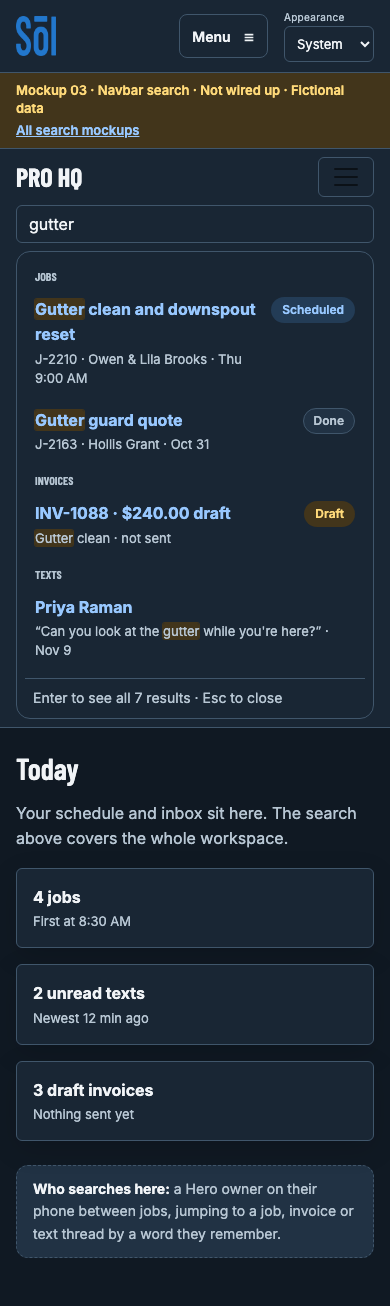 Sōl
Menu ≡
Appearance
System
Mockup 03 · Navbar search · Not wired up · Fictional
data
All search mockups
PRO HQ
gutter
JOBS
Gutter clean and downspout
reset
Scheduled
J-2210 · Owen & Lila Brooks · Thu
9:00 AM
Gutter guard quote
Done
J-2163 · Hollis Grant · Oct 31
INVOICES
INV-1088 · $240.00 draft
Draft
Gutter clean · not sent
TEXTS
Priya Raman
“Can you look at the gutter while you're here?” ·
Nov 9
Enter to see all 7 results · Esc to close
Today
Your schedule and inbox sit here. The search
above covers the whole workspace.
4 jobs
First at 8:30 AM
2 unread texts
Newest 12 min ago
3 draft invoices
Nothing sent yet
Who searches here: a Hero owner on their
phone between jobs, jumping to a job, invoice or
text thread by a word they remember.